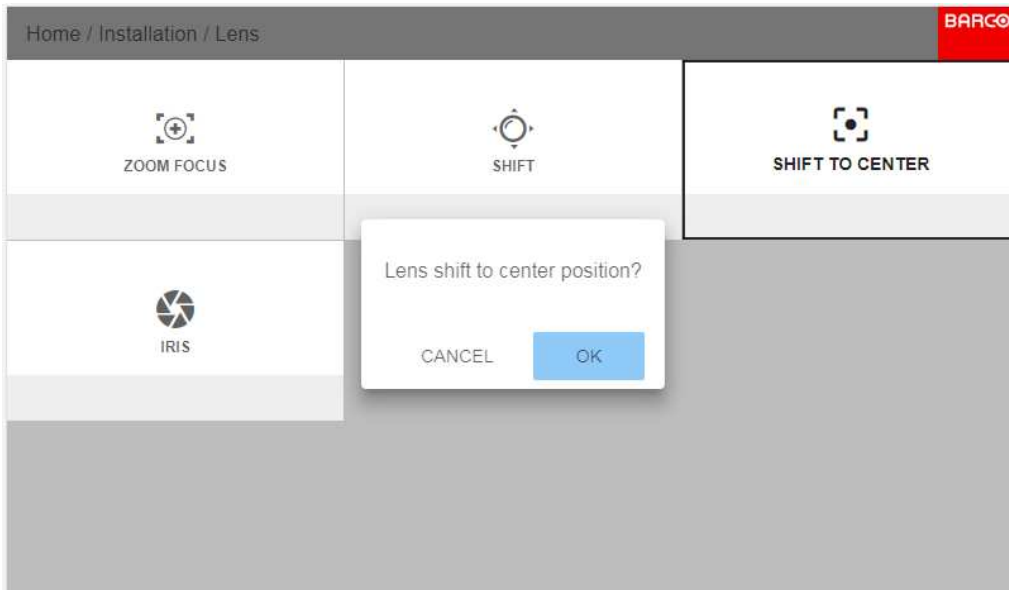 Home / Installation / Lens
BARCO
ZOOM FOCUS
SHIFT
SHIFT TO CENTER
Lens shift to center position?
IRIS
CANCEL
OK